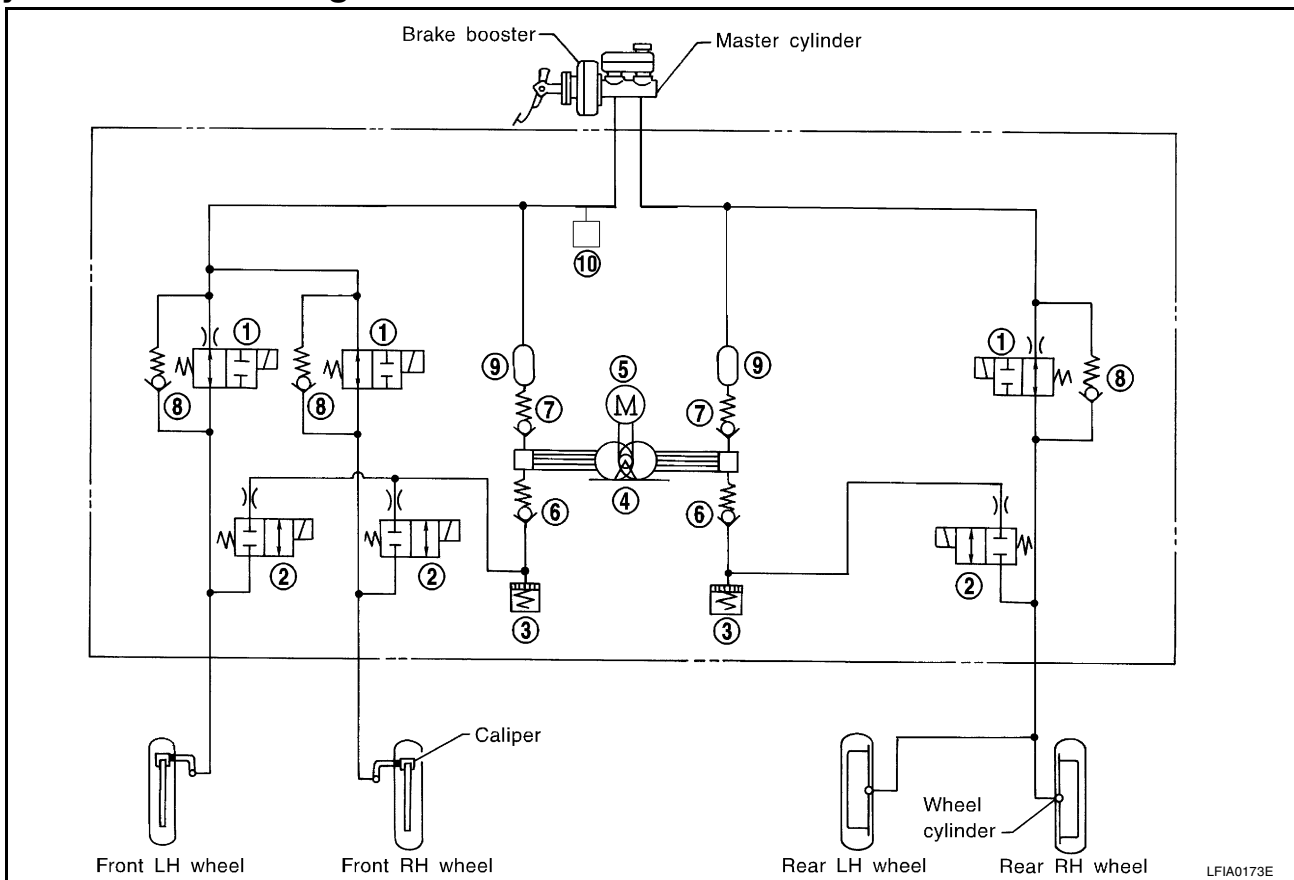 Brake booster
Master cylinder
10
1
1
1
8
8
8
9
5
9
7
M
7
6
4
6
2
2
2
3
3
Caliper
Wheel
cylinder
Front LH wheel
Front RH wheel
Rear LH wheel
Rear RH wheel
LFIA0173E